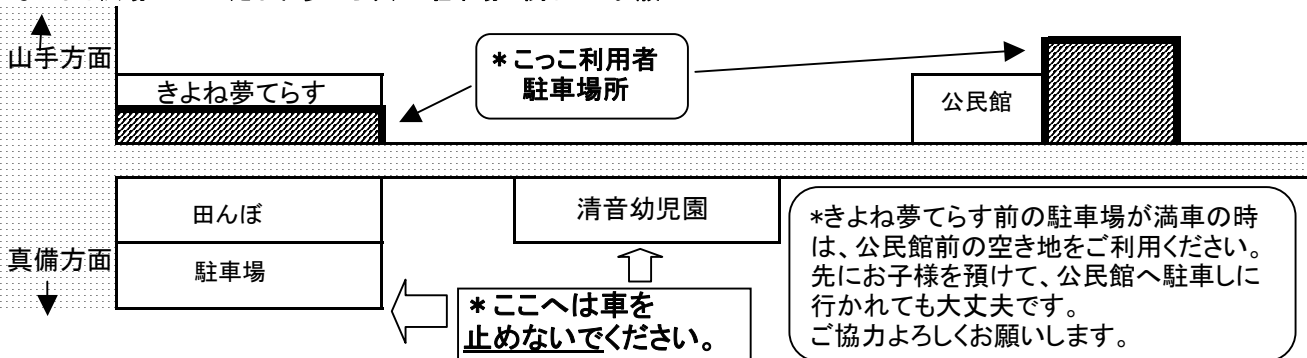 山手方面
きよね夢てらす
*こっこ利用者
駐車場所
公民館
田んぼ
清音幼児園
真備方面
駐車場
*ここへは車を
止めないでください。
*きよね夢てらす前の駐車場が満車の時
は、公民館前の空き地をご利用ください。
先にお子様を預けて、公民館へ駐車しに
行かれても大丈夫です。
ご協力よろしくお願いします。